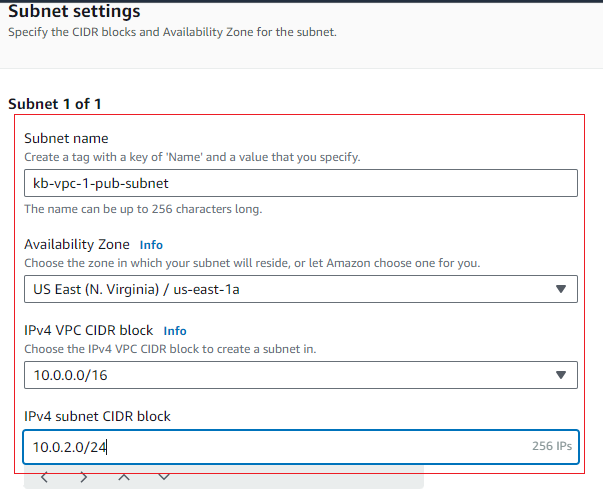 Subnet settings
Specify the CIDR blocks and Availability Zone for the subnet.
Subnet 1 of 1
Subnet name
Create a tag with a key of 'Name' and a value that you specify.
kb-vpc-1-pub-subnet
The name can be up to 256 characters long.
Availability Zone Info
Choose the zone in which your subnet will reside, or let Amazon choose one for you.
US East (N. Virginia) / us-east-1a
IPv4 VPC CIDR block Info
Choose the IPv4 VPC CIDR block to create a subnet in.
10.0.0.0/16
IPv4 subnet CIDR block
10.0.2.0/24 256 IPs